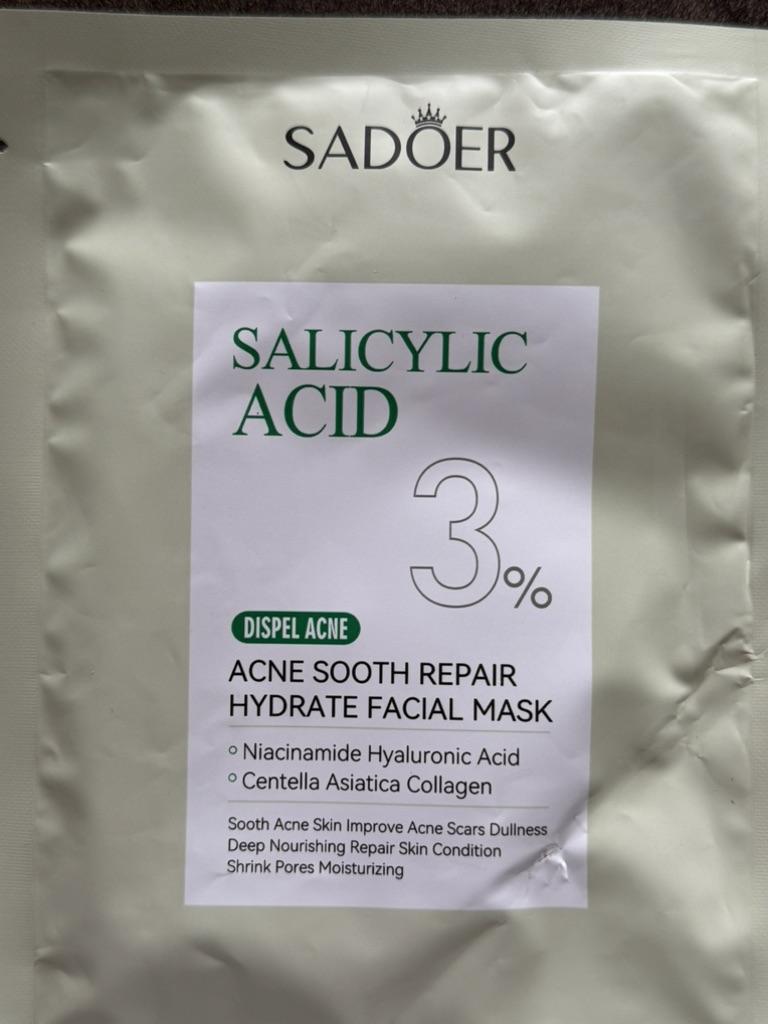 SADOER
SALICYLIC
ACID
3%
DISPEL ACNE
ACNE SOOTH REPAIR
HYDRATE FACIAL MASK
Niacinamide Hyaluronic Acid
Centella Asiatica Collagen
Sooth Acne Skin Improve Acne Scars Dullness
Deep Nourishing Repair Skin Condition
Shrink Pores Moisturizing